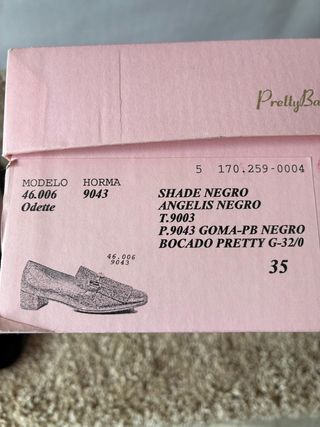 5 170.259-0004
MODELO HORMA
46.006 9043
Odette
SHADE NEGRO
ANGELIS NEGRO
T.9003
P.9043 GOMA-PB NEGRO
BOCADO PRETTY G-32/0
46.006
9043
35